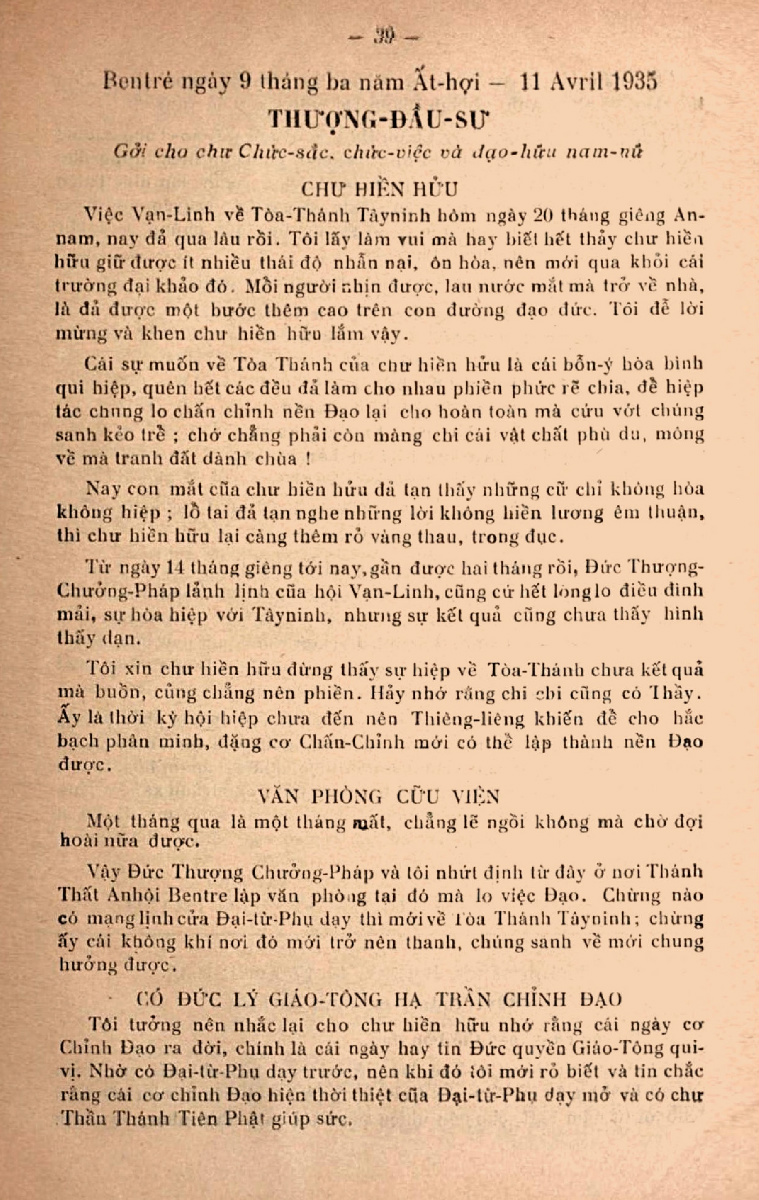 — 39 —
Bentré ngày 9 tháng ba năm Ất-hợi — 11 Avril 1935
THƯỢNG-ĐẦU-SƯ
Gởi cho chư Chức-sắc, chức-việc và đạo-hữu nam-nữ
CHƯ HIỀN HỮU
Việc Vạn-Linh về Tòa-Thánh Tâyninh hôm ngày 20 tháng giêng An-
nam, nay đả qua lâu rồi. Tôi lấy làm vui mà hay biết hết thảy chư hiền
hữu giữ được ít nhiều thái độ nhẫn nại, ôn hòa, nên mới qua khỏi cái
trường đại khảo đó. Mỗi người nhịn được, lau nước mắt mà trở về nhà,
là đả được một bước thêm cao trên con đường đạo đức. Tôi để lời
mừng và khen chư hiền hữu lắm vậy.
Cái sự muốn về Tòa Thánh của chư hiền hữu là cái bổn-ý hòa bình
qui hiệp, quên hết các đều đả làm cho nhau phiền phức rẽ chia, để hiệp
tác chung lo chấn chỉnh nền Đạo lại cho hoàn toàn mà cứu vớt chúng
sanh kẻo trể ; chớ chẳng phải còn màng chi cái vật chất phù du, mỏng
về mà tranh đất dành chùa !
Nay con mắt cũa chư hiền hửu đả tạn thấy những cữ chỉ không hòa
không hiệp ; lổ tai đả tạn nghe những lời không hiền lương êm thuận,
thì chư hiền hữu lại càng thêm rỏ vàng thau, trong đục.
Từ ngày 14 tháng giêng tới nay, gần được hai tháng rồi, Đức Thượng-
Chưởng-Pháp lảnh lịnh cũa hội Vạn-Linh, cũng cứ hết lòng lo điều đình
mải, sự hòa hiệp với Tâyninh, nhưng sự kết quả cũng chưa thấy hình
thấy dạn.
Tôi xin chư hiền hữu đừng thấy sự hiệp về Tòa-Thánh chưa kết quả
mà buồn, củng chẳng nên phiền. Hảy nhớ rằng chi chi cũng có Thầy.
Ấy là thời kỳ hội hiệp chưa đến nên Thiêng-liêng khiến để cho hắc
bạch phân minh, đặng cơ Chấn-Chỉnh mới có thể lập thành nền Đạo
được.
VĂN PHÒNG CỮU VIỆN
Một tháng qua là một tháng mất, chẳng lẽ ngồi không mà chờ đợi
hoài nữa được.
Vậy Đức Thượng Chưởng-Pháp và tôi nhứt định từ đây ở nơi Thánh
Thất Anhội Bentre lập văn phòng tại đó mà lo việc Đạo. Chừng nào
có mạng lịnh cửa Đại-từ-Phụ dạy thì mới về Tòa Thánh Tâyninh; chừng
ấy cái không khí nơi đó mới trở nên thanh, chúng sanh về mới chung
hưởng được.
CÓ ĐỨC LÝ GIÁO-TÔNG HẠ TRẦN CHỈNH ĐẠO
Tôi tưởng nên nhắc lại cho chư hiền hữu nhớ rằng cái ngày cơ
Chỉnh Đạo ra đời, chính là cái ngày hay tin Đức quyền Giáo-Tông qui-
vị. Nhờ có Đại-từ-Phụ dạy trước, nên khi đó tôi mới rỏ biết và tin chắc
rằng cái cơ chỉnh Đạo hiện thời thiệt cũa Đại-từ-Phụ dạy mở và có chư
Thần Thánh Tiên Phật giúp sức.